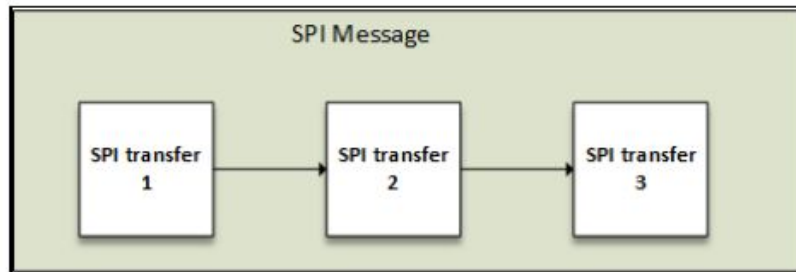 SPI Message
SPI transfer
1
SPI transfer
2
SPI transfer
3